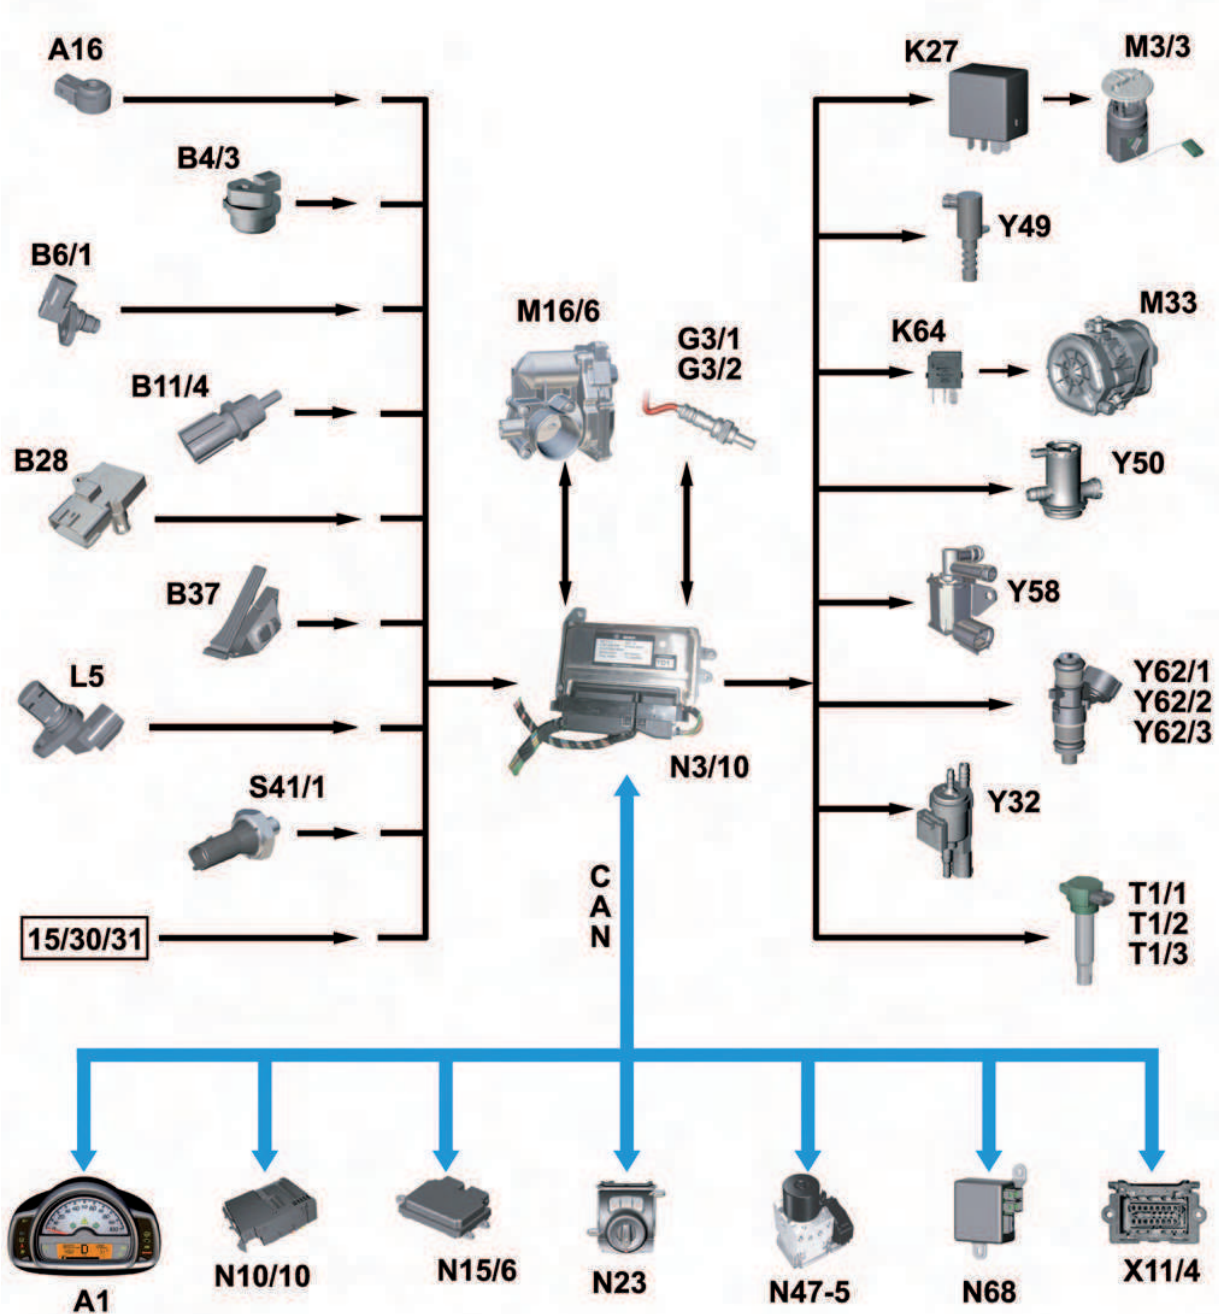 A16
B4/3
B6/1
B11/4
B28
B37
L5
S41/1
15/30/31
M16/6
G3/1
G3/2
N3/10
CAN
K27
M3/3
Y49
K64
M33
Y50
Y58
Y62/1
Y62/2
Y62/3
Y32
T1/1
T1/2
T1/3
A1
N10/10
N15/6
N23
N47-5
N68
X11/4